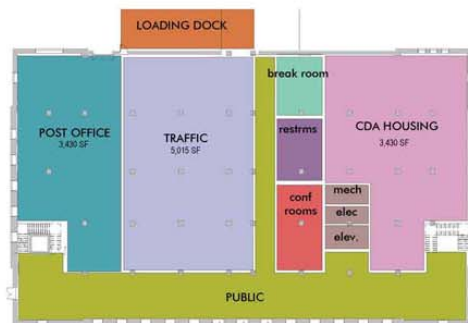 LOADING DOCK
break room
POST OFFICE
3,430 SF
TRAFFIC
5,015 SF
restrms
CDA HOUSING
3,430 SF
conf
rooms
mech
elec
elev.
PUBLIC